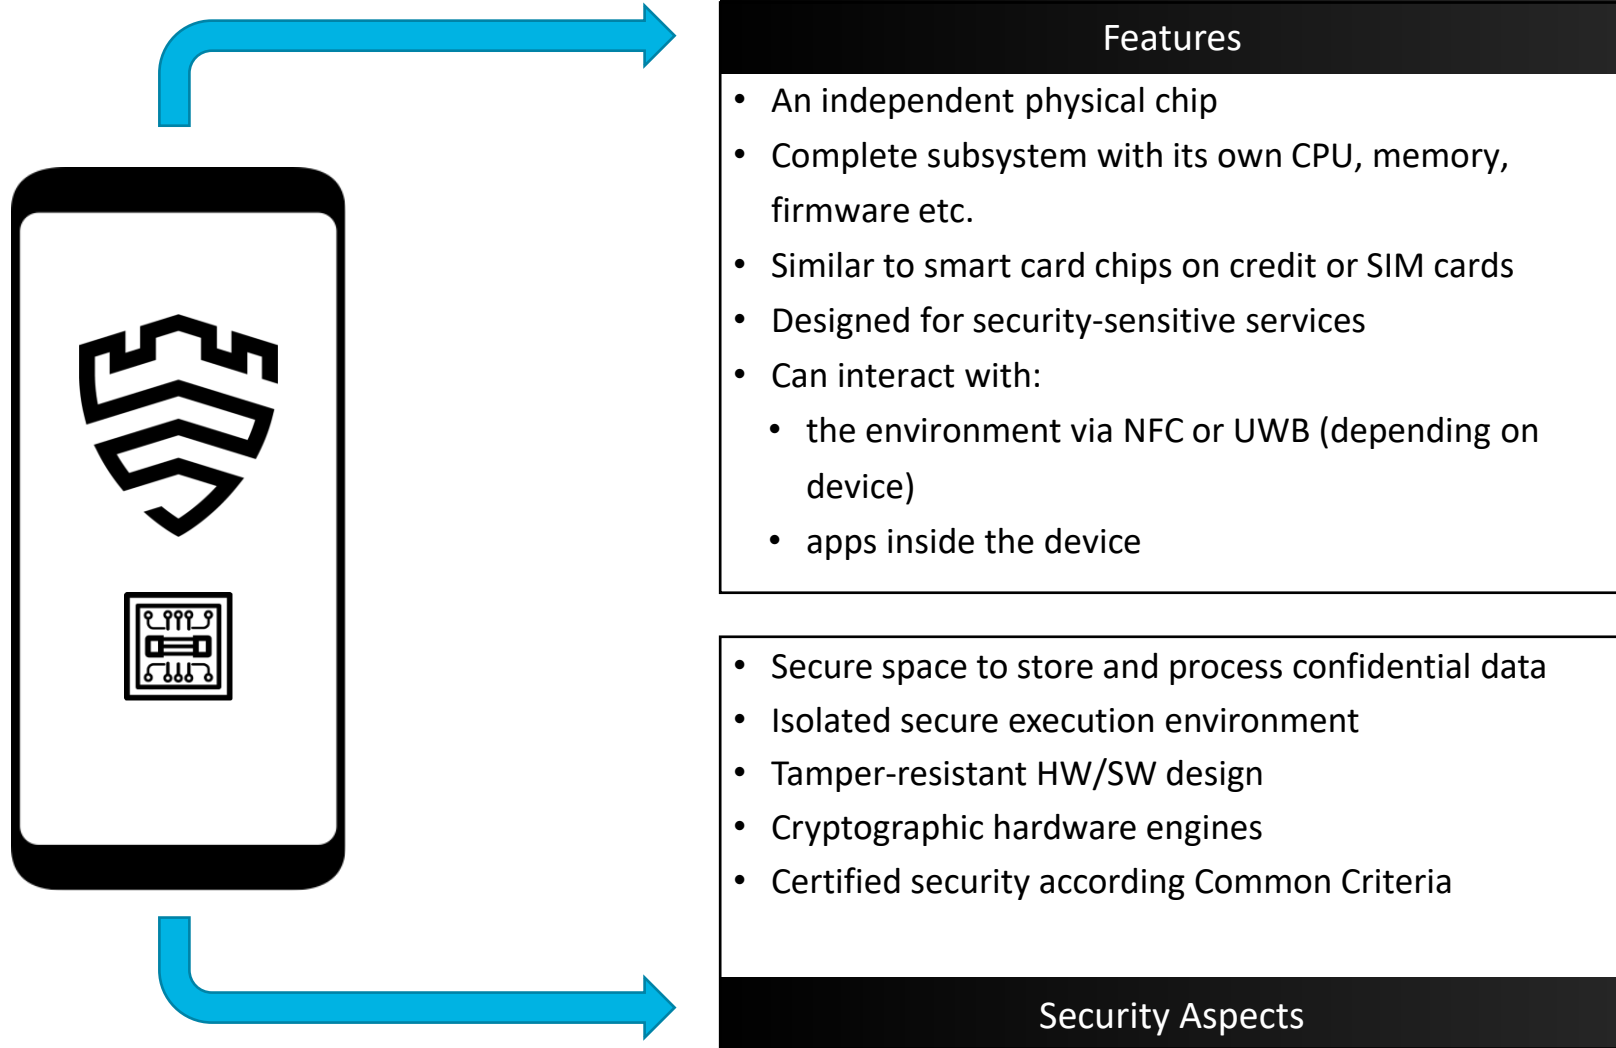 Features
• An independent physical chip
• Complete subsystem with its own CPU, memory,
firmware etc.
• Similar to smart card chips on credit or SIM cards
• Designed for security-sensitive services
• Can interact with:
• the environment via NFC or UWB (depending on
device)
• apps inside the device
• Secure space to store and process confidential data
• Isolated secure execution environment
• Tamper-resistant HW/SW design
• Cryptographic hardware engines
• Certified security according Common Criteria
Security Aspects